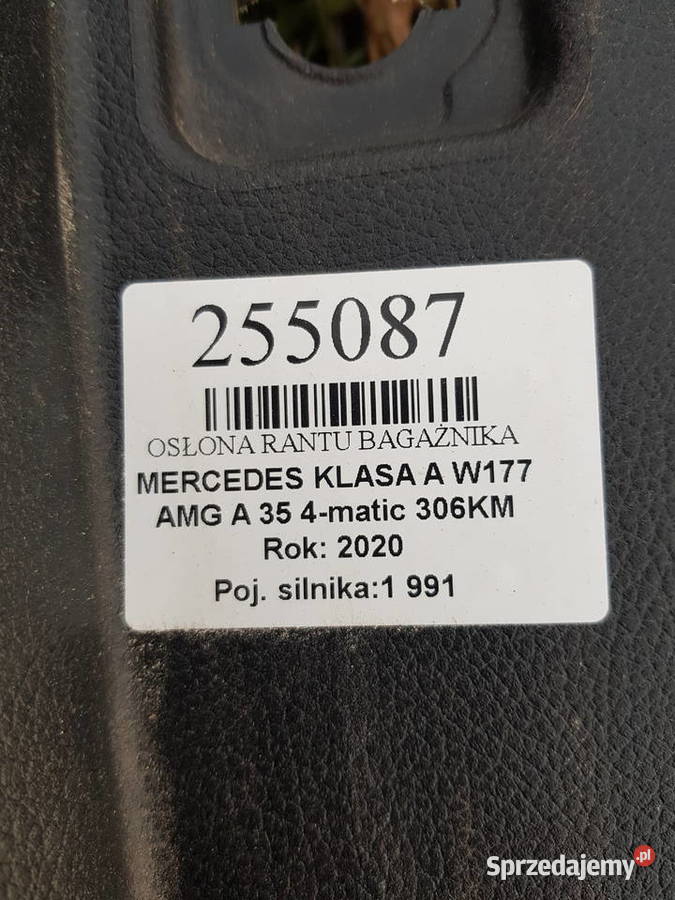 255087
OSŁONA RANTU BAGAŻNIKA
MERCEDES KLASA A W177
AMG A 35 4-matic 306KM
Rok: 2020
Poj. silnika:1 991
Sprzedajemy.pl